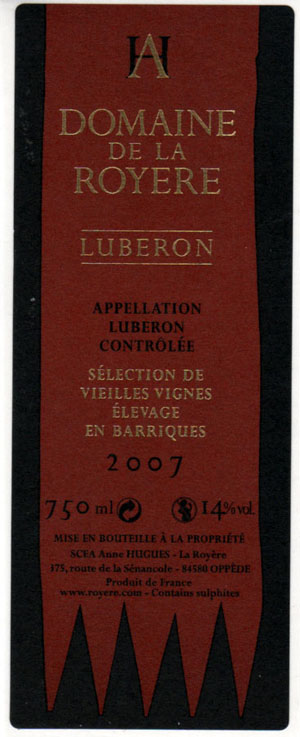 HA
DOMAINE
DE LA
ROYERE
LUBERON
APPELLATION
LUBERON
CONTRÔLÉE
SÉLECTION DE
VIEILLES VIGNES
ÉLEVAGE
EN BARRIQUES
2007
750 ml 14% vol.
MISE EN BOUTEILLE À LA PROPRIÉTÉ
SCEA Anne HUGUES - La Royère
175, route de la Sénancole - 84580 OPPÈDE
Produit de France
www.royere.com - Contains sulphites